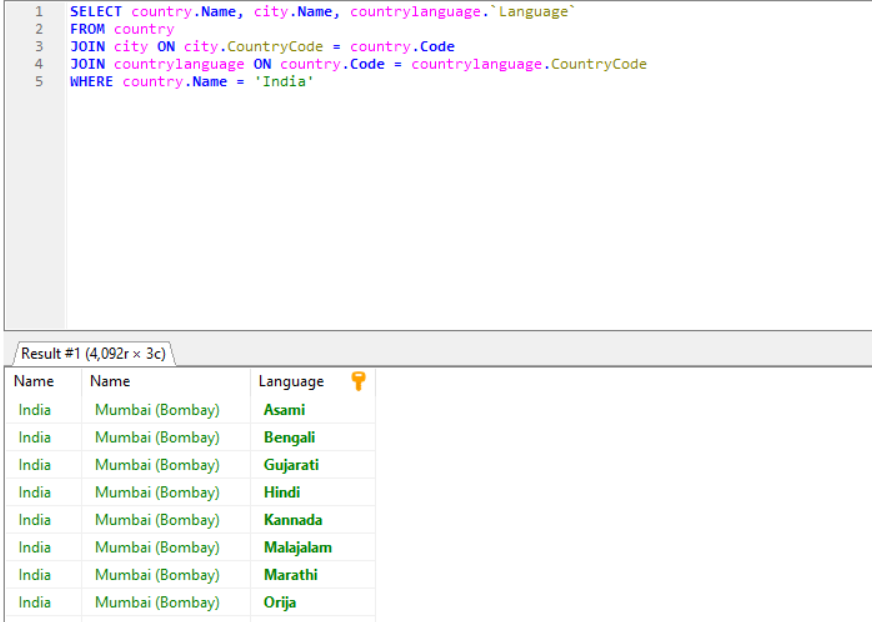 1 SELECT country.Name, city.Name, countrylanguage.`Language`
2 FROM country
3 JOIN city ON city.CountryCode = country.Code
4 JOIN countrylanguage ON country.Code = countrylanguage.CountryCode
5 WHERE country.Name = 'India'
Result #1 (4,092r × 3c)
Name Name Language
India Mumbai (Bombay) Asami
India Mumbai (Bombay) Bengali
India Mumbai (Bombay) Gujarati
India Mumbai (Bombay) Hindi
India Mumbai (Bombay) Kannada
India Mumbai (Bombay) Malajalam
India Mumbai (Bombay) Marathi
India Mumbai (Bombay) Orija